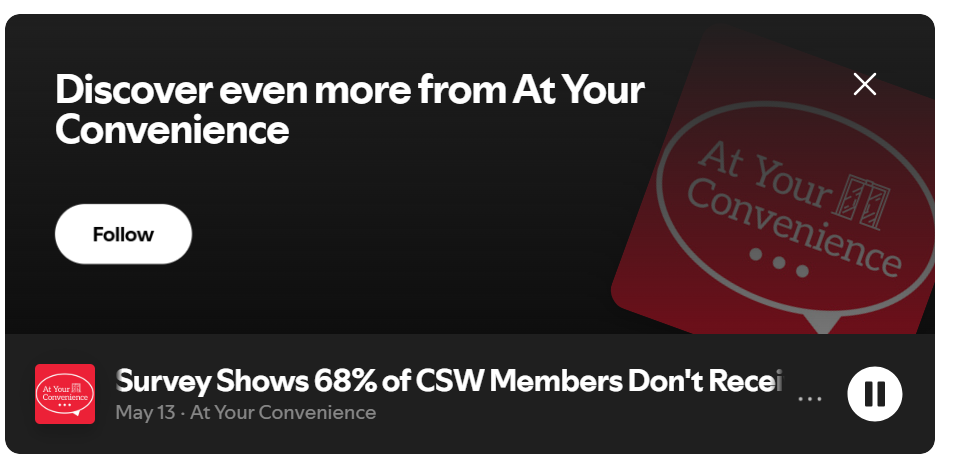 Discover even more from At Your
Convenience
At Your
Convenience
Follow
At Your
Convenience
Survey Shows 68% of CSW Members Don't Recei
May 13 · At Your Convenience